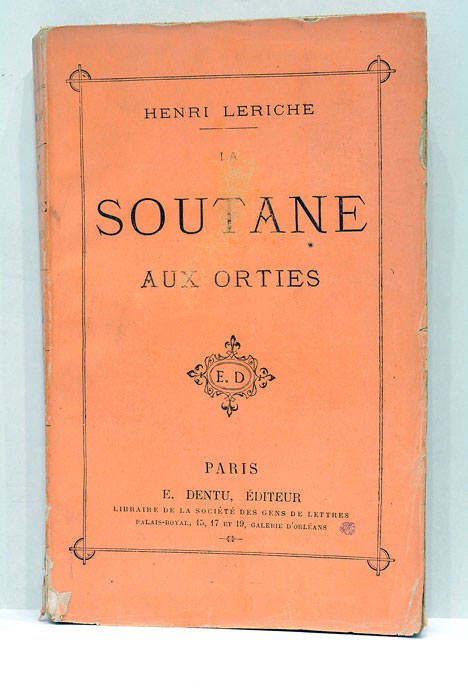 HENRI LERICHE
LA
SOUTANE
AUX ORTIES
E. D
PARIS
E. DENTU, ÉDITEUR
LIBRAIRE DE LA SOCIÉTÉ DES GENS DE LETTRES
PALAIS-ROYAL, 15, 17 ET 19, GALERIE D'ORLÉANS